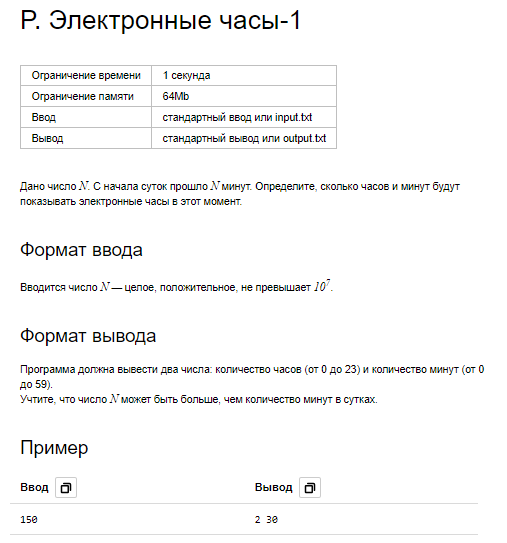 Р. Электронные часы-1
Ограничение времени 1 секунда
Ограничение памяти 64Mb
Ввод стандартный ввод или input.txt
Вывод стандартный вывод или output.txt
Дано число N. С начала суток прошло N минут. Определите, сколько часов и минут будут
показывать электронные часы в этот момент.
Формат ввода
Вводится число N — целое, положительное, не превышает 10⁷.
Формат вывода
Программа должна вывести два числа: количество часов (от 0 до 23) и количество минут (от 0
до 59).
Учтите, что число N может быть больше, чем количество минут в сутках.
Пример
Ввод Вывод
150 2 30